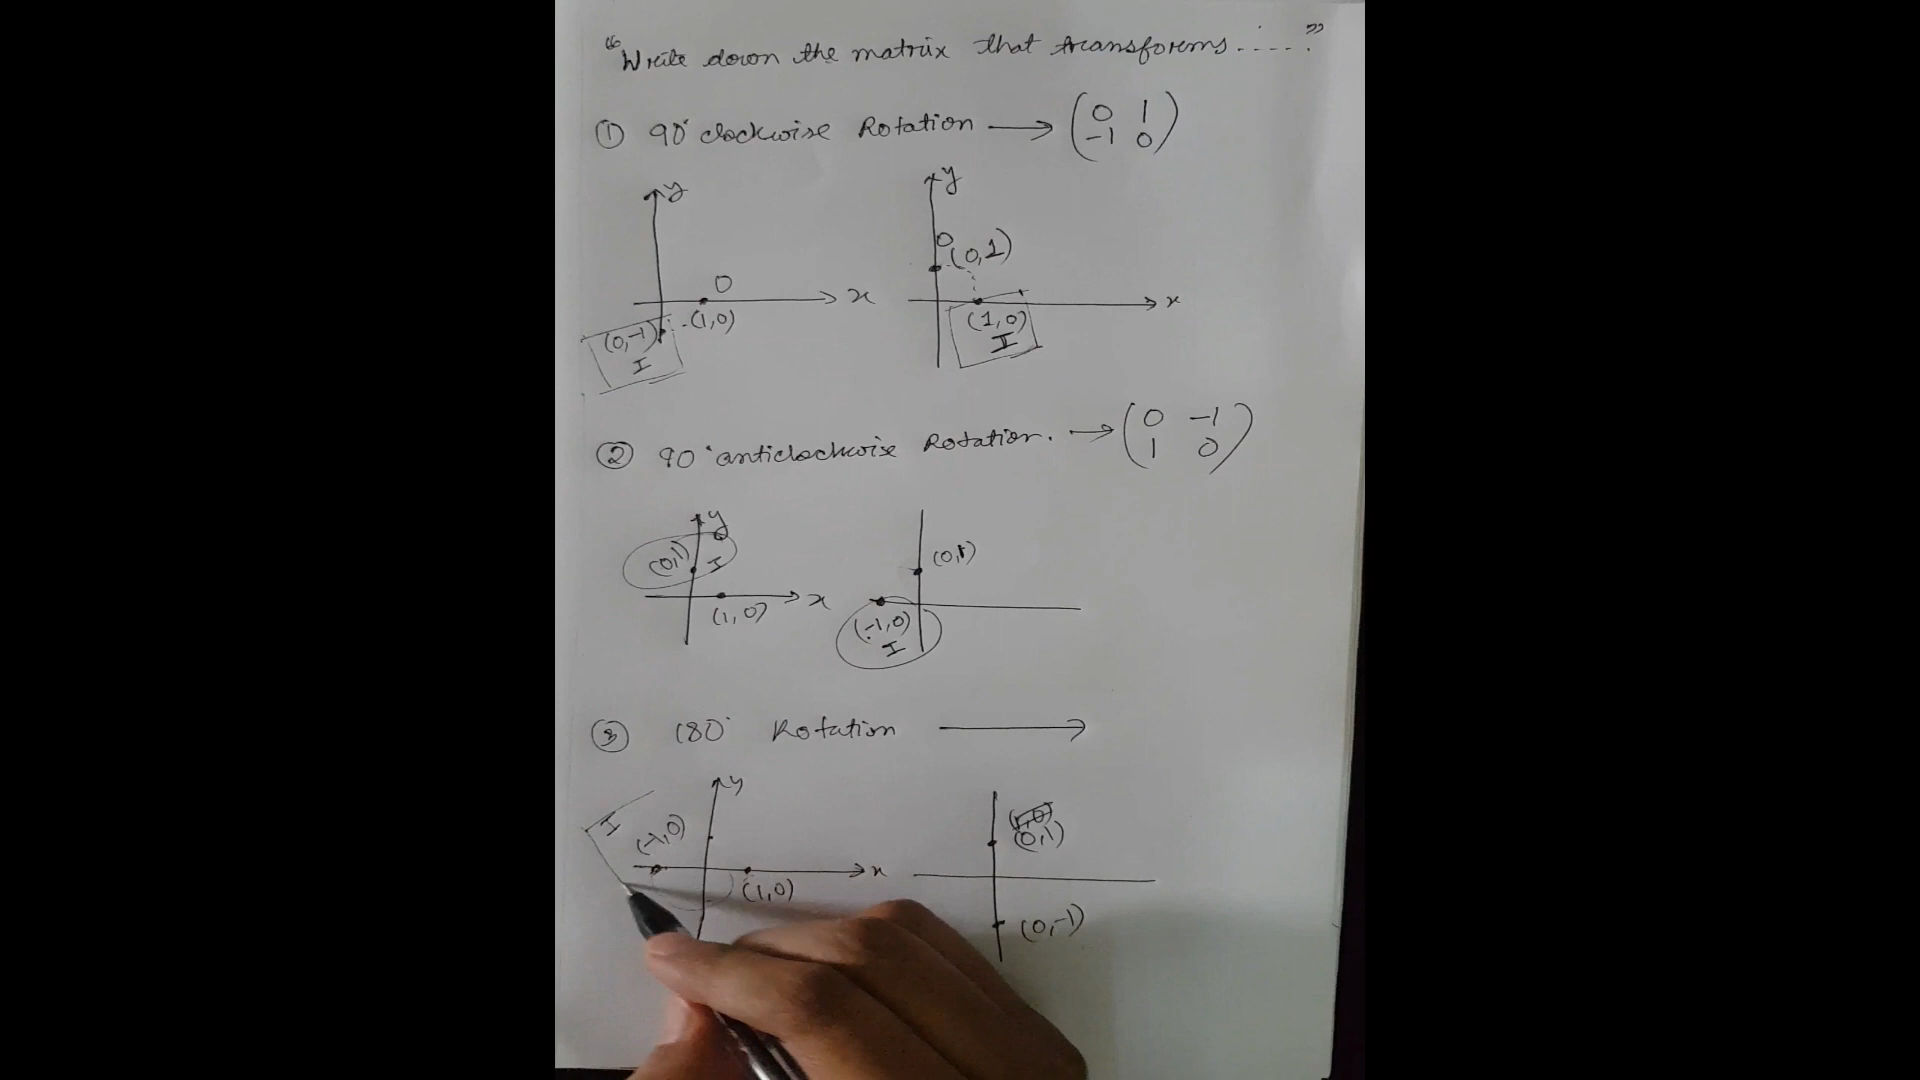 "Write down the matrix that transforms.....?"
① 90° clockwise Rotation → (0 1
-1 0)
y y
O (0,1)
O x x
(0,-1) (1,0) (1,0)
I I
② 90° anticlockwise Rotation. → (0 -1
1 0)
y
(0,1) I (0,1)
x
(1,0) (-1,0)
I
③ 180° Rotation →
y
I
(-1,0) (0,1)
x
(1,0)
(0,-1)